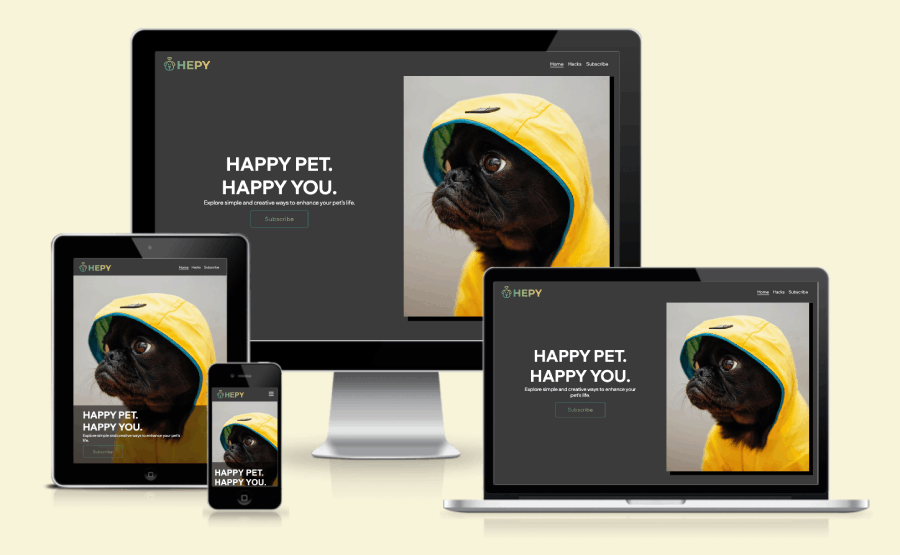 HEPY
Home Hacks Subscribe
HAPPY PET.
HAPPY YOU.
Explore simple and creative ways to enhance your pet's life.
Subscribe
HEPY
Home Hacks Subscribe
HAPPY PET.
HAPPY YOU.
Explore simple and creative ways to enhance your pet's
life.
Subscribe
HEPY
HAPPY PET.
HAPPY YOU.
HEPY
Home Hacks Subscribe
HAPPY PET.
HAPPY YOU.
Explore simple and creative ways to enhance your
pet's life.
Subscribe